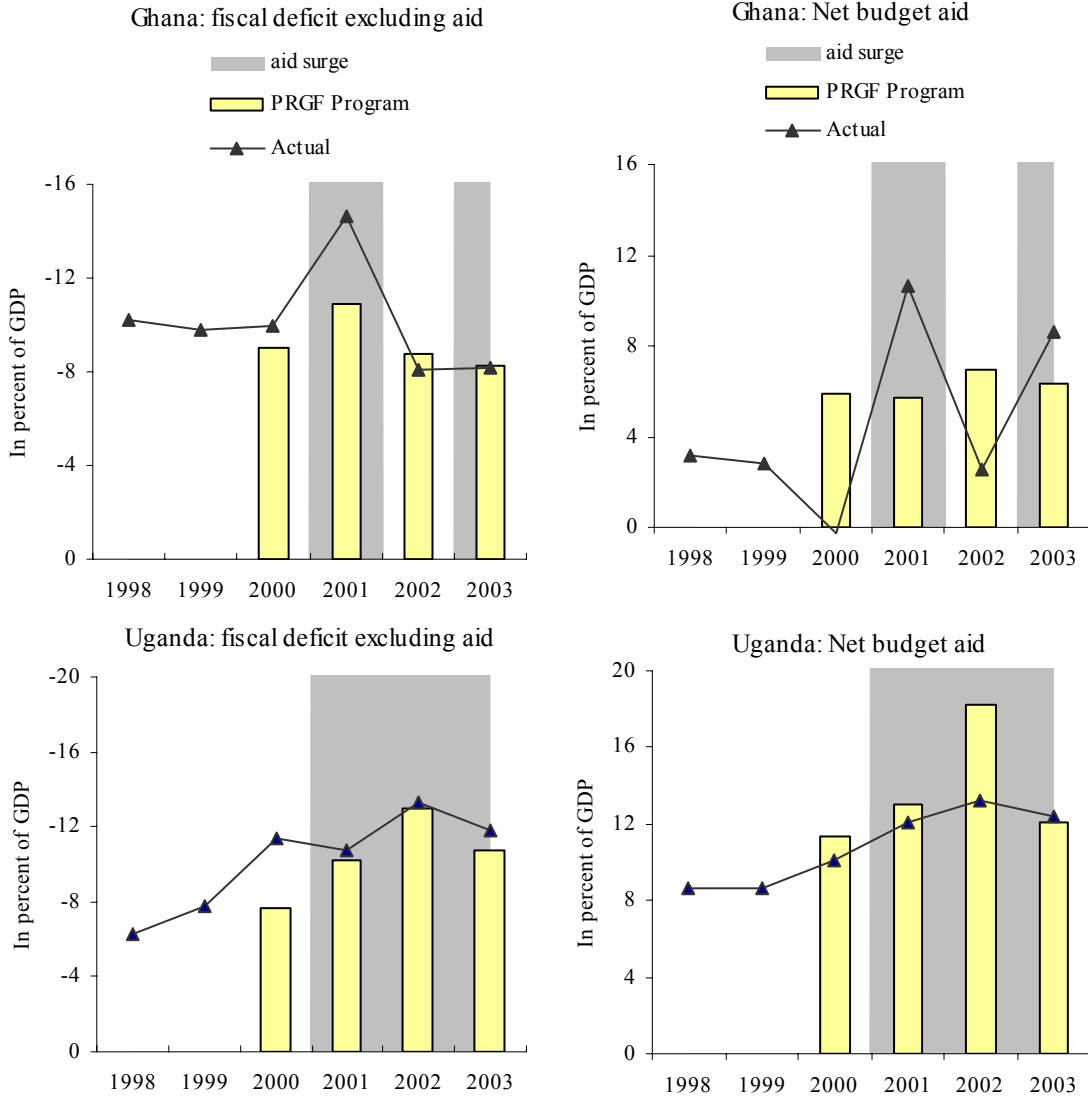 Ghana: fiscal deficit excluding aid
aid surge
PRGF Program
Actual
In percent of GDP
-16
-12
-8
-4
0
1998 1999 2000 2001 2002 2003
Ghana: Net budget aid
aid surge
PRGF Program
Actual
In percent of GDP
16
12
8
4
0
1998 1999 2000 2001 2002 2003
Uganda: fiscal deficit excluding aid
In percent of GDP
-20
-16
-12
-8
-4
0
1998 1999 2000 2001 2002 2003
Uganda: Net budget aid
In percent of GDP
20
16
12
8
4
0
1998 1999 2000 2001 2002 2003